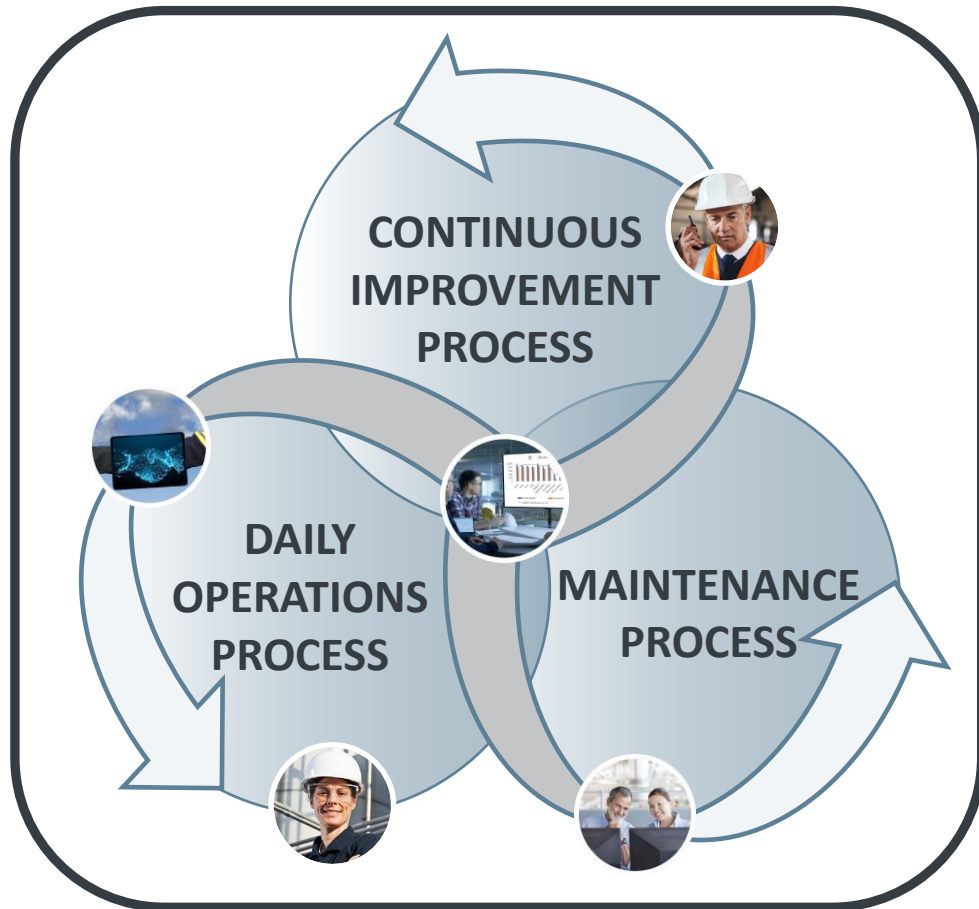 CONTINUOUS
IMPROVEMENT
PROCESS
DAILY
OPERATIONS
PROCESS
MAINTENANCE
PROCESS